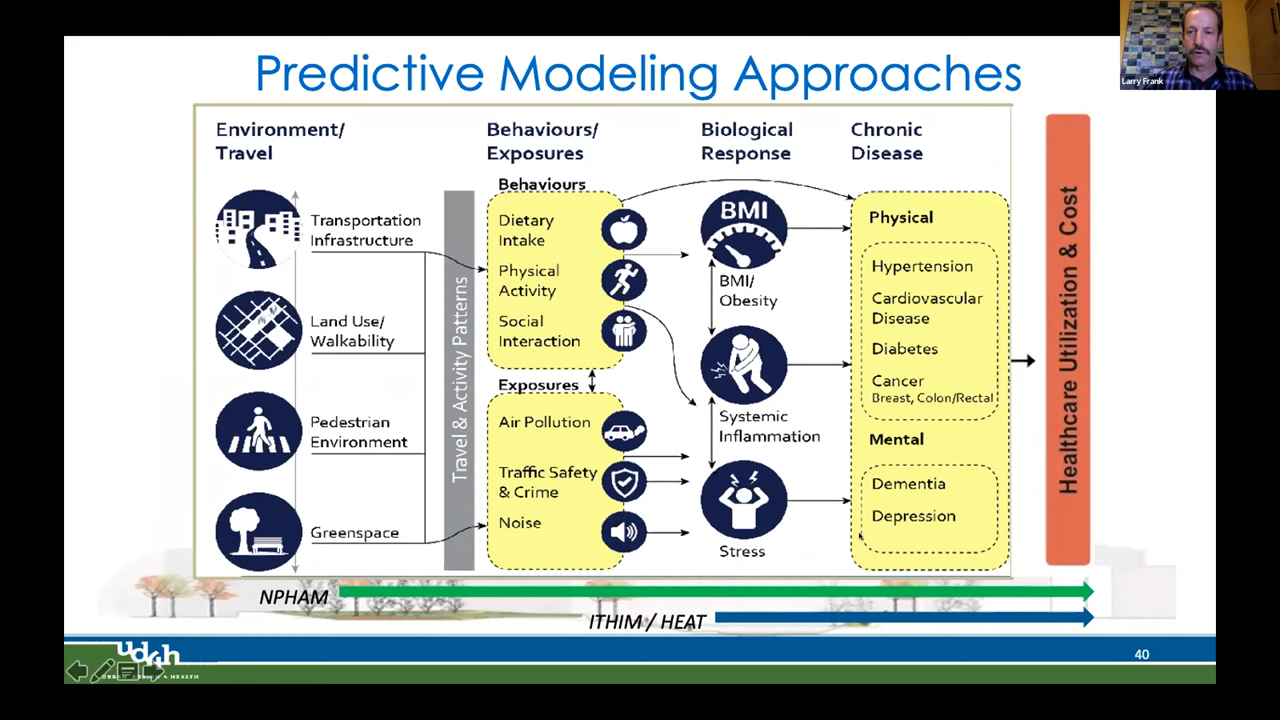 Predictive Modeling Approaches
Larry Frank
Environment/
Travel
Behaviours/
Exposures
Biological
Response
Chronic
Disease
Transportation
Infrastructure
Land Use/
Walkability
Pedestrian
Environment
Greenspace
Travel & Activity Patterns
Behaviours
Dietary
Intake
Physical
Activity
Social
Interaction
Exposures
Air Pollution
Traffic Safety
& Crime
Noise
BMI
BMI/
Obesity
Systemic
Inflammation
Stress
Physical
Hypertension
Cardiovascular
Disease
Diabetes
Cancer
Breast, Colon/Rectal
Mental
Dementia
Depression
Healthcare Utilization & Cost
NPHAM
ITHIM / HEAT
40